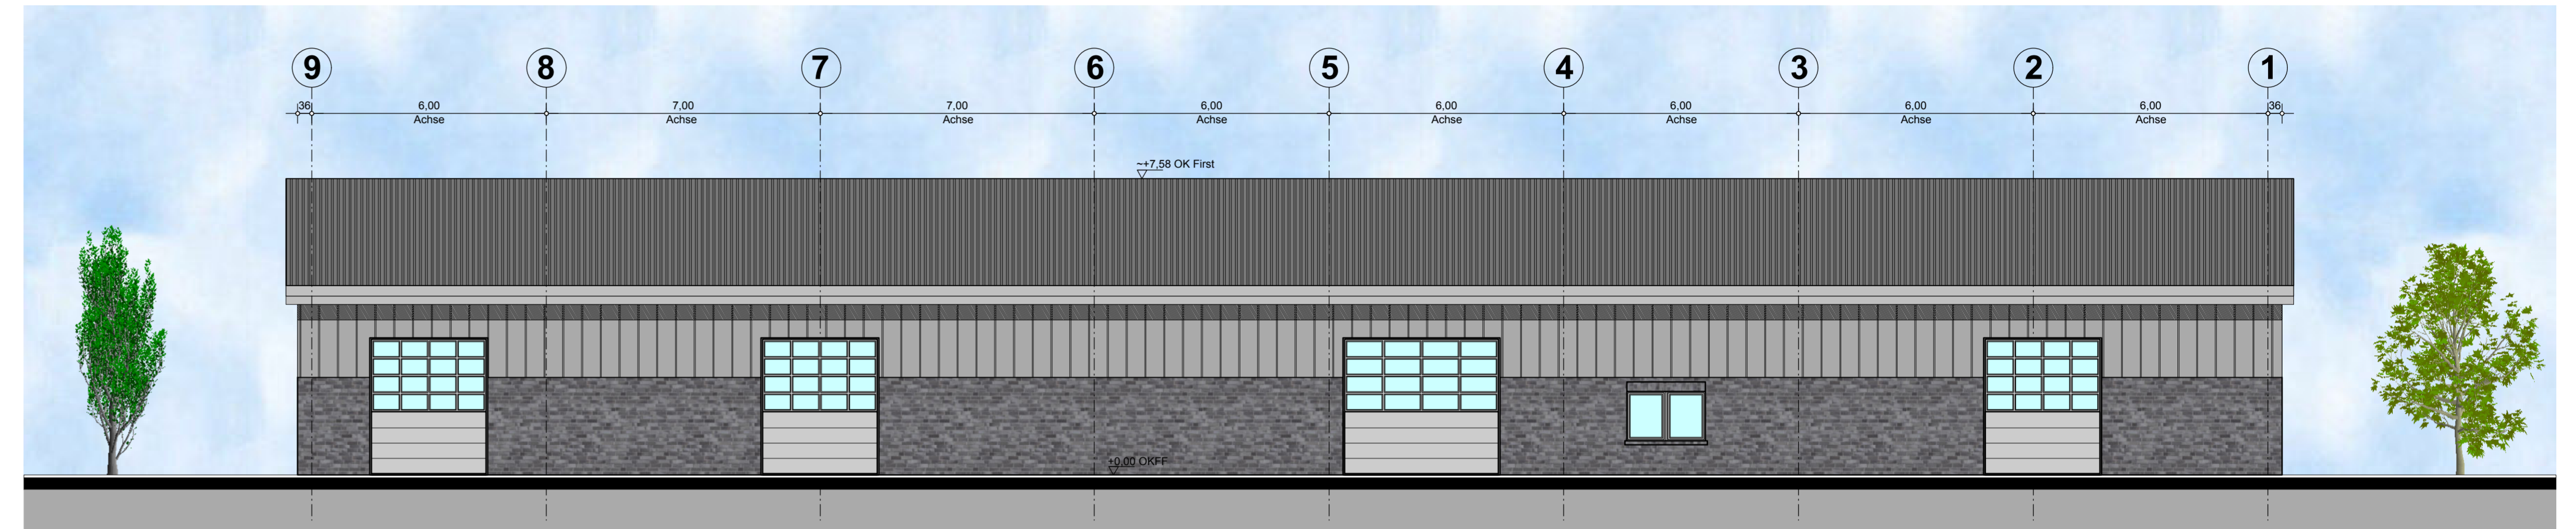 9 8 7 6 5 4 3 2 1
36 6,00 7,00 7,00 6,00 6,00 6,00 6,00 6,00 36
Achse Achse Achse Achse Achse Achse Achse Achse
~+7,58 OK First
+0,00 OKFF